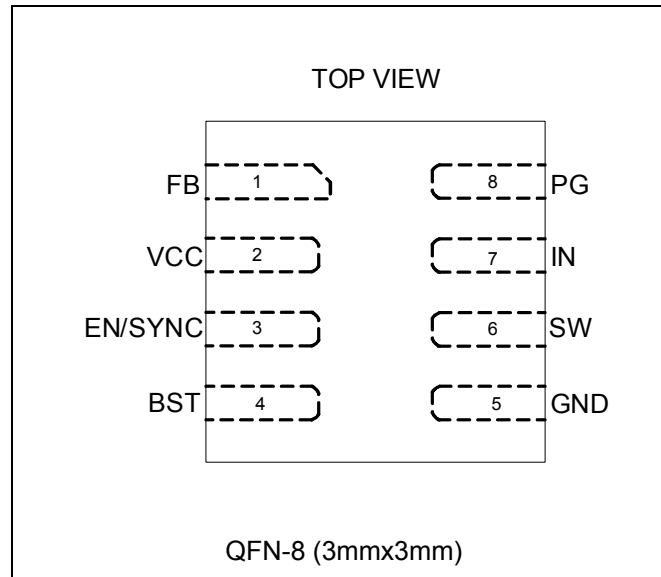 TOP VIEW
FB 1 8 PG
VCC 2 7 IN
EN/SYNC 3 6 SW
BST 4 5 GND
QFN-8 (3mmx3mm)